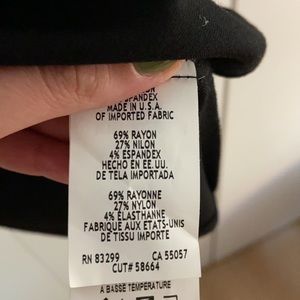 SPANDEX
MADE IN U.S.A.
OF IMPORTED FABRIC
69% RAYON
27% NILON
4% ESPANDEX
HECHO EN EE.UU.
DE TELA IMPORTADA
69% RAYONNE
27% NYLON
4% ÉLASTHANNE
FABRIQUE AUX ETATS-UNIS
DE TISSU IMPORTE
RN 83299 CA 55057
CUT# 58664
A BASSE TEMPERATURE